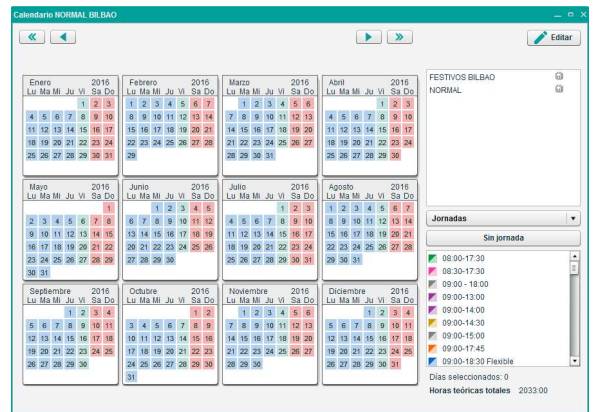 Calendario NORMAL BILBAO
Editar
Enero 2016
Lu Ma Mi Ju Vi Sa Do
1 2 3
4 5 6 7 8 9 10
11 12 13 14 15 16 17
18 19 20 21 22 23 24
25 26 27 28 29 30 31
Febrero 2016
Lu Ma Mi Ju Vi Sa Do
1 2 3 4 5 6 7
8 9 10 11 12 13 14
15 16 17 18 19 20 21
22 23 24 25 26 27 28
29
Marzo 2016
Lu Ma Mi Ju Vi Sa Do
1 2 3 4 5 6
7 8 9 10 11 12 13
14 15 16 17 18 19 20
21 22 23 24 25 26 27
28 29 30 31
Abril 2016
Lu Ma Mi Ju Vi Sa Do
1 2 3
4 5 6 7 8 9 10
11 12 13 14 15 16 17
18 19 20 21 22 23 24
25 26 27 28 29 30
Mayo 2016
Lu Ma Mi Ju Vi Sa Do
1
2 3 4 5 6 7 8
9 10 11 12 13 14 15
16 17 18 19 20 21 22
23 24 25 26 27 28 29
30 31
Junio 2016
Lu Ma Mi Ju Vi Sa Do
1 2 3 4 5
6 7 8 9 10 11 12
13 14 15 16 17 18 19
20 21 22 23 24 25 26
27 28 29 30
Julio 2016
Lu Ma Mi Ju Vi Sa Do
1 2 3
4 5 6 7 8 9 10
11 12 13 14 15 16 17
18 19 20 21 22 23 24
25 26 27 28 29 30 31
Agosto 2016
Lu Ma Mi Ju Vi Sa Do
1 2 3 4 5 6 7
8 9 10 11 12 13 14
15 16 17 18 19 20 21
22 23 24 25 26 27 28
29 30 31
Septiembre 2016
Lu Ma Mi Ju Vi Sa Do
1 2 3 4
5 6 7 8 9 10 11
12 13 14 15 16 17 18
19 20 21 22 23 24 25
26 27 28 29 30
Octubre 2016
Lu Ma Mi Ju Vi Sa Do
1 2
3 4 5 6 7 8 9
10 11 12 13 14 15 16
17 18 19 20 21 22 23
24 25 26 27 28 29 30
31
Noviembre 2016
Lu Ma Mi Ju Vi Sa Do
1 2 3 4 5 6
7 8 9 10 11 12 13
14 15 16 17 18 19 20
21 22 23 24 25 26 27
28 29 30
Diciembre 2016
Lu Ma Mi Ju Vi Sa Do
1 2 3 4
5 6 7 8 9 10 11
12 13 14 15 16 17 18
19 20 21 22 23 24 25
26 27 28 29 30 31
FESTIVOS BILBAO
NORMAL
Jornadas
Sin jornada
08:00-17:30
08:30-17:30
09:00 - 18:00
09:00-13:00
09:00-14:00
09:00-14:30
09:00-15:00
09:00-17:45
09:00-18:30 Flexible
Días seleccionados: 0
Horas teóricas totales 2033:00